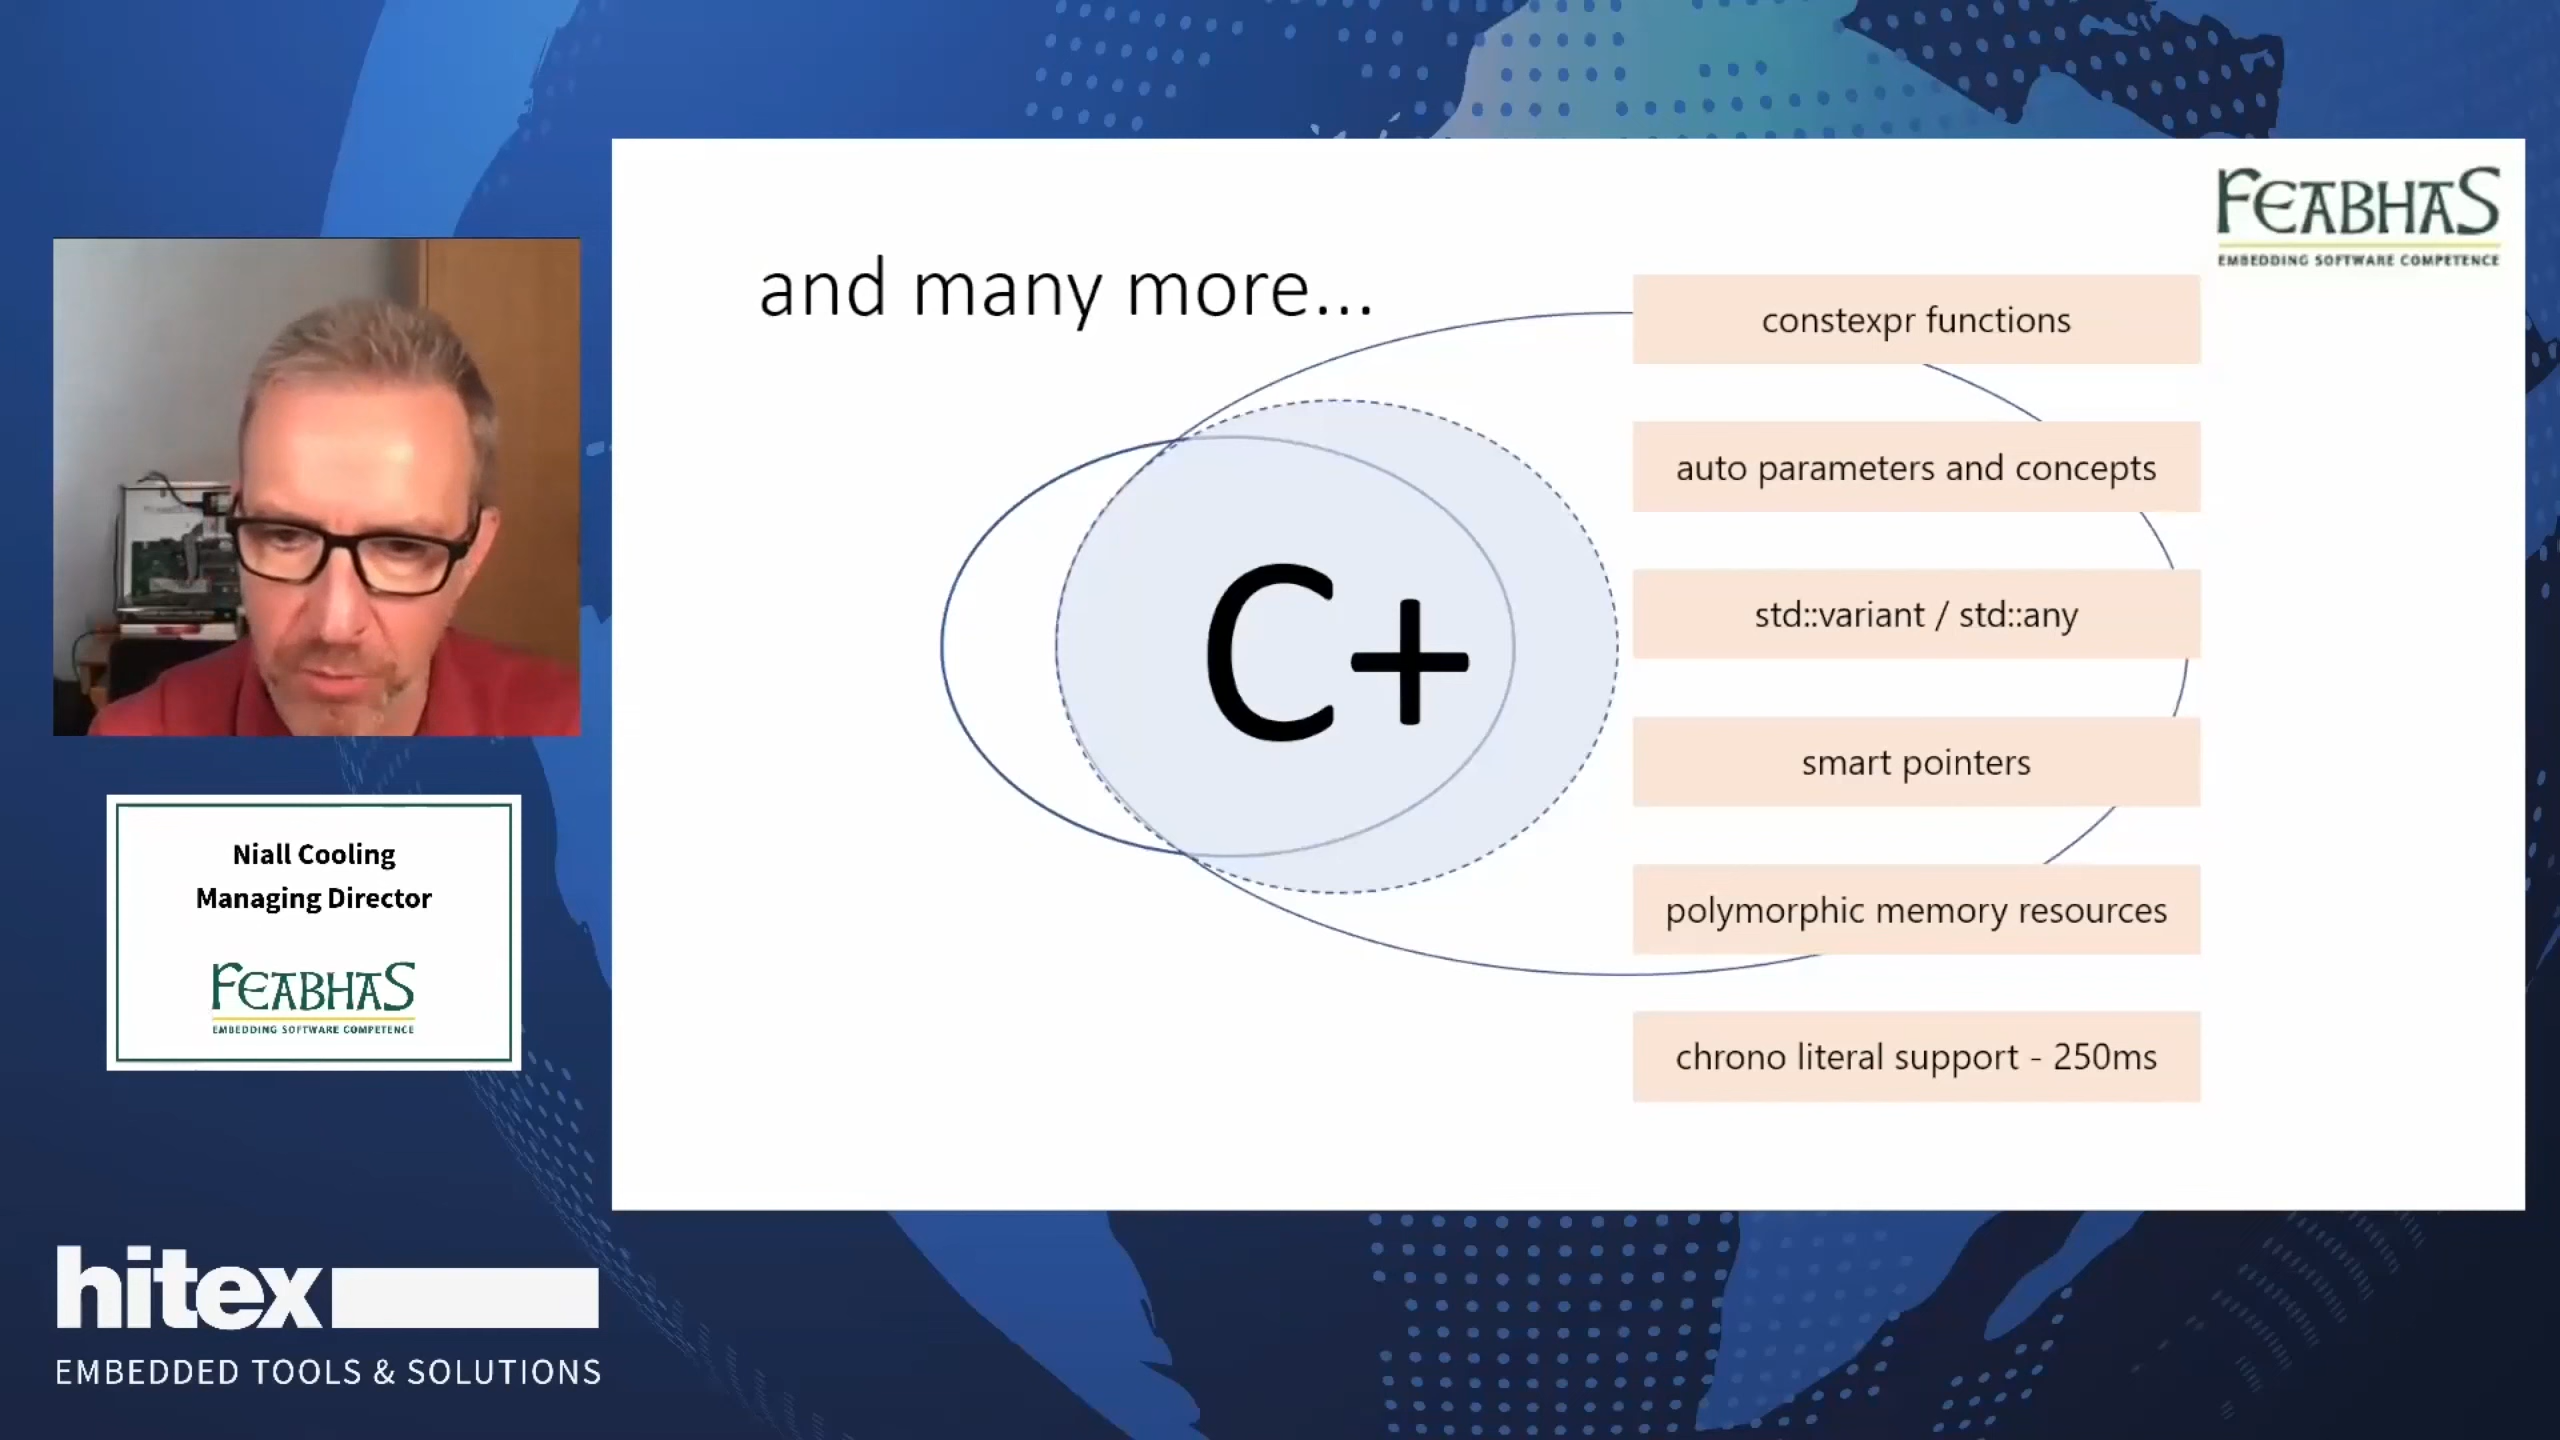 FEABHAS
EMBEDDING SOFTWARE COMPETENCE
and many more...
constexpr functions
auto parameters and concepts
std::variant / std::any
smart pointers
polymorphic memory resources
chrono literal support - 250ms
C+
Niall Cooling
Managing Director
FEABHAS
EMBEDDING SOFTWARE COMPETENCE
hitex
EMBEDDED TOOLS & SOLUTIONS